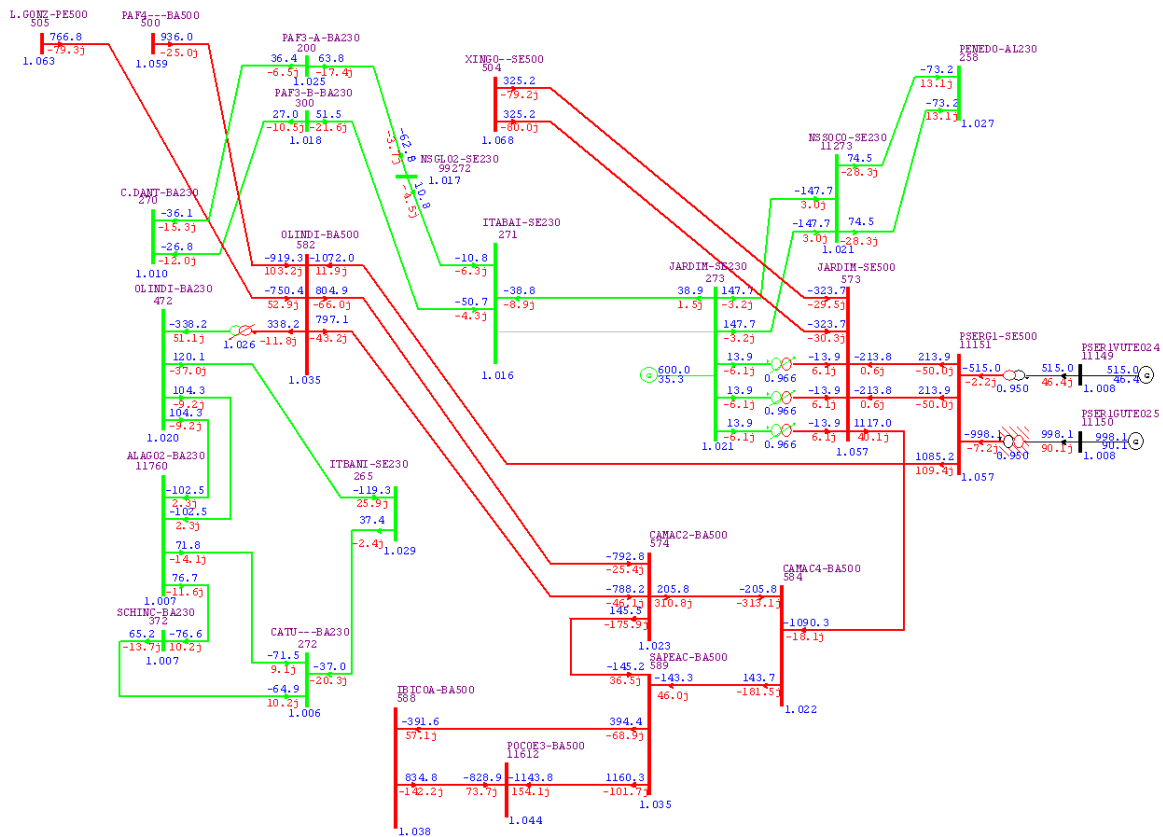 L.GONZ-PE500
505
766.8
-79.3j
1.063
PAF4---BA500
500
936.0
-25.0j
1.059
PAF3-A-BA230
200
36.4 63.8
-6.5j -17.4j
1.025
PAF3-B-BA230
300
27.0 51.5
-10.5j -21.6j
1.018
-62.8
-3.7j
NSGLO2-SE230
99272
1.017
10.8
-4.5j
XINGO--SE500
504
325.2
-79.2j
325.2
-80.0j
1.068
PENEDO-AL230
258
-73.2
13.1j
-73.2
13.1j
1.027
NSSOCO-SE230
11273
74.5
-28.3j
-147.7
3.0j
-147.7 74.5
3.0j -28.3j
1.021
C.DANT-BA230
270
-36.1
-15.3j
-26.8
-12.0j
1.010
OLINDI-BA500
582
-919.3 -1072.0
103.2j 11.9j
-750.4 804.9
52.9j -66.0j
338.2 797.1
-11.8j -43.2j
1.035
ITABAI-SE230
271
-10.8
-6.3j
-50.7
-4.3j
-38.8
-8.9j
1.016
JARDIM-SE230
273
38.9 147.7
1.5j -3.2j
147.7
-3.2j
600.0
35.3
13.9
-6.1j
0.966
13.9
-6.1j
0.966
13.9
-6.1j
0.966
1.021
JARDIM-SE500
573
-323.7
-29.5j
-323.7
-30.3j
-13.9 -213.8
6.1j 0.6j
-13.9 -213.8
6.1j 0.6j
-13.9 1117.0
6.1j 40.1j
1.057
PSERG1-SE500
11151
213.9
-50.0j
-515.0
-2.2j
0.950
213.9
-50.0j
-998.1
-7.2j
0.950
1085.2
109.4j
1.057
PSER1VUTE024
11149
515.0 515.0
46.4j 46.4
1.008
PSER1GUTE025
11150
998.1 998.1
90.1j 90.1
1.008
OLINDI-BA230
472
-338.2
51.1j
1.026
120.1
-37.0j
104.3
-9.2j
104.3
-9.2j
1.020
ALAGO2-BA230
11760
-102.5
2.3j
-102.5
2.3j
71.8
-14.1j
76.7
-11.6j
1.007
ITBANI-SE230
265
-119.3
25.9j
37.4
-2.4j
1.029
SCHINC-BA230
372
65.2 -76.6
-13.7j 10.2j
1.007
CATU---BA230
272
-71.5
9.1j
-37.0
-20.3j
-64.9
10.2j
1.006
CAMAC2-BA500
574
-792.8
-25.4j
-788.2 205.8
-46.1j 310.8j
145.5
-175.9j
1.023
CAMAC4-BA500
584
-205.8
-313.1j
-1090.3
-18.1j
143.7
-181.5j
1.022
SAPEAC-BA500
589
-145.2
36.5j
-143.3
46.0j
394.4
-68.9j
1160.3
-101.7j
1.035
IBICOA-BA500
588
-391.6
57.1j
834.8
-142.2j
1.038
POCOE3-BA500
11612
-828.9 -1143.8
73.7j 154.1j
1.044